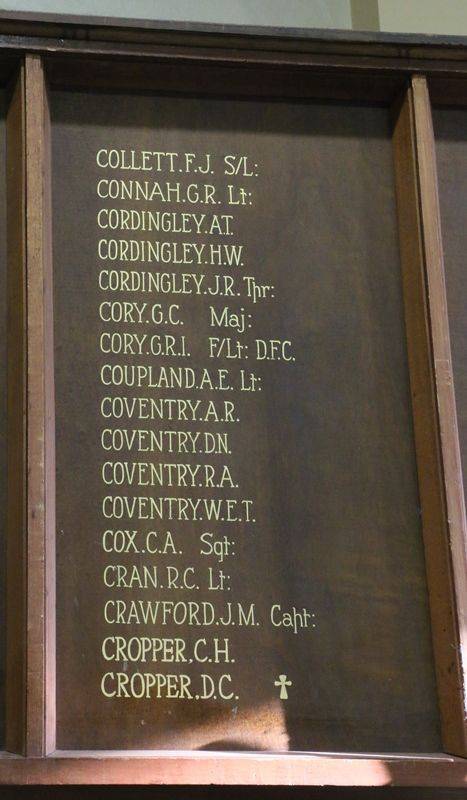 COLLETT.F.J. S/L:
CONNAH.G.R. Lt:
CORDINGLEY.A.T.
CORDINGLEY.H.W.
CORDINGLEY.J.R. Tpr:
CORY.G.C. Maj:
CORY.G.R.I. F/Lt: D.F.C.
COUPLAND.A.E. Lt:
COVENTRY.A.R.
COVENTRY.D.N.
COVENTRY.R.A.
COVENTRY.W.E.T.
COX.C.A. Sgt:
CRAN.R.C. Lt:
CRAWFORD.J.M. Capt:
CROPPER,C.H.
CROPPER,D.C. ✝